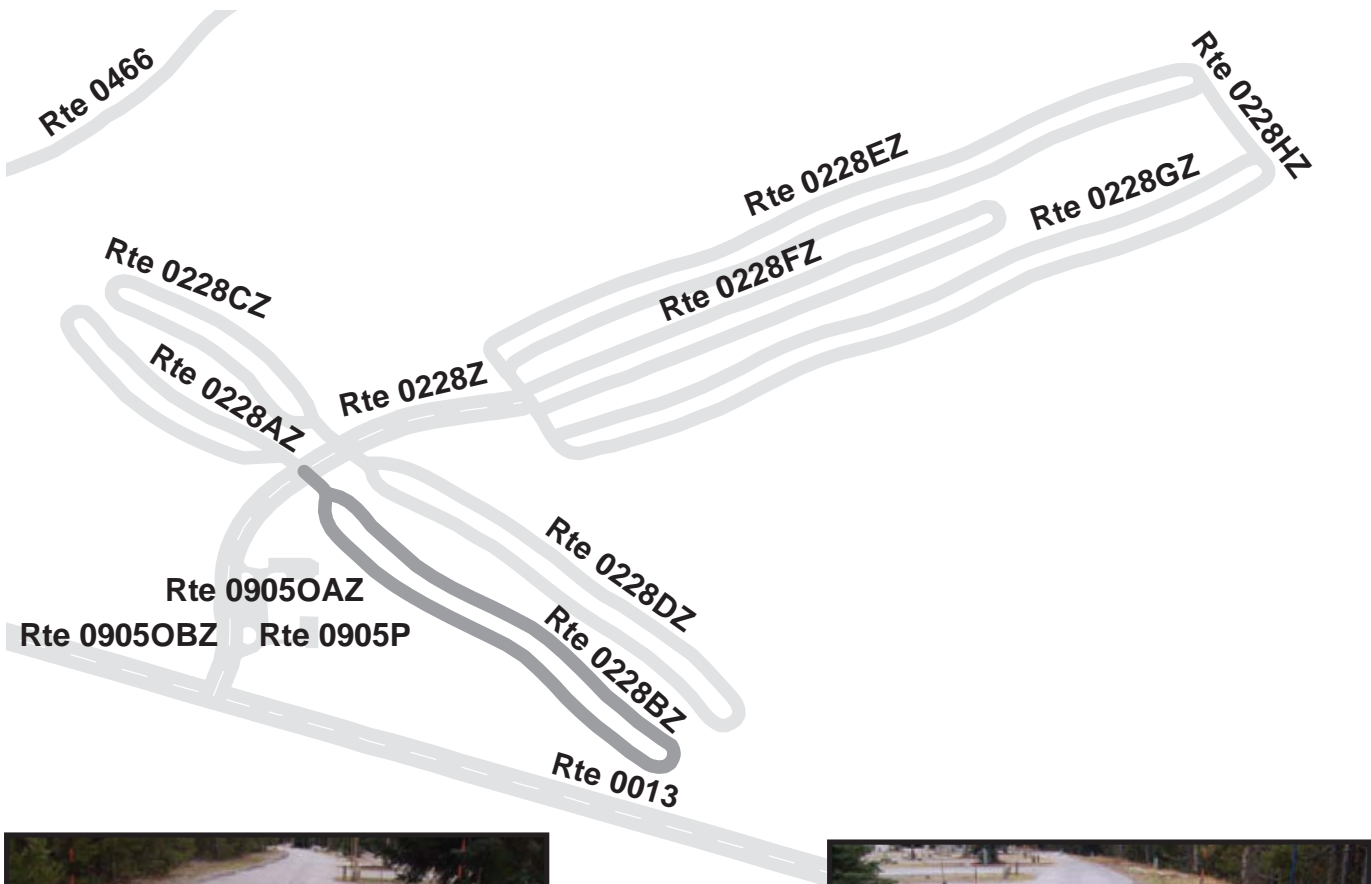 Rte 0466
Rte 0228HZ
Rte 0228EZ
Rte 0228GZ
Rte 0228CZ
Rte 0228FZ
Rte 0228AZ
Rte 0228Z
Rte 0228DZ
Rte 0905OAZ
Rte 0905OBZ
Rte 0905P
Rte 0228BZ
Rte 0013